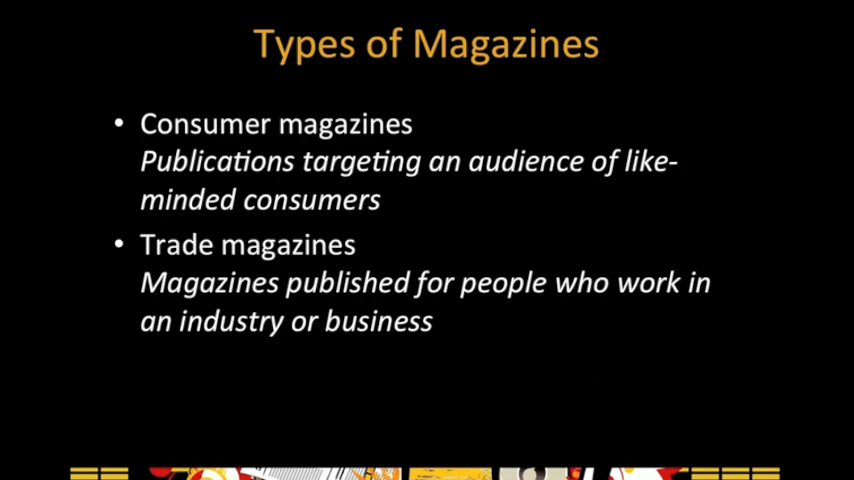 Types of Magazines
• Consumer magazines
Publications targeting an audience of like-
minded consumers
• Trade magazines
Magazines published for people who work in
an industry or business